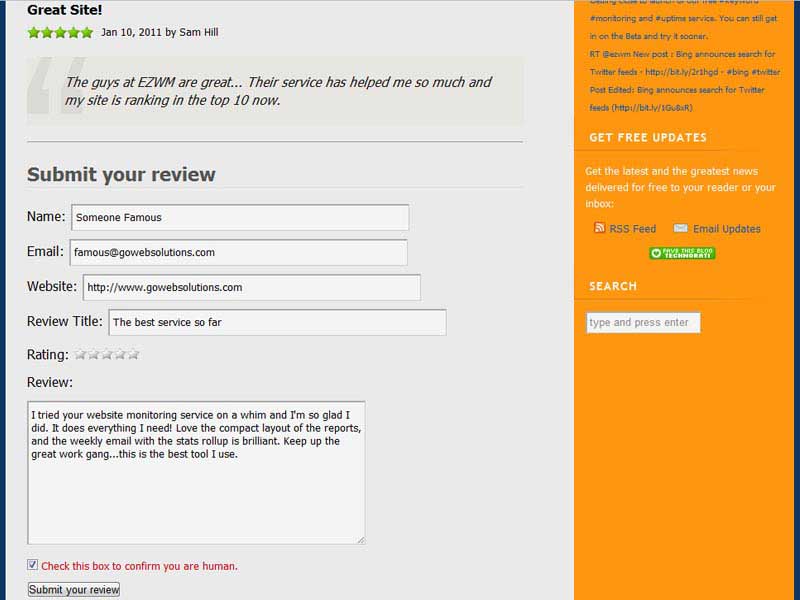 Great Site!
Jan 10, 2011 by Sam Hill
The guys at EZWM are great... Their service has helped me so much and
my site is ranking in the top 10 now.
Submit your review
Name: Someone Famous
Email: famous@gowebsolutions.com
Website: http://www.gowebsolutions.com
Review Title: The best service so far
Rating:
Review:
I tried your website monitoring service on a whim and I'm so glad I
did. It does everything I need! Love the compact layout of the reports,
and the weekly email with the stats rollup is brilliant. Keep up the
great work gang...this is the best tool I use.
Check this box to confirm you are human.
Submit your review
Getting close to launch of our free #keyword
#monitoring and #uptime service. You can still get
in on the Beta and try it sooner.
RT @ezwm New post : Bing announces search for
Twitter feeds - http://bit.ly/2r1hgd - #bing #twitter
Post Edited: Bing announces search for Twitter
feeds (http://bit.ly/1Gu8xR)
GET FREE UPDATES
Get the latest and the greatest news
delivered for free to your reader or your
inbox:
RSS Feed Email Updates
FAVE THIS BLOG
TECHNORATI
SEARCH
type and press enter